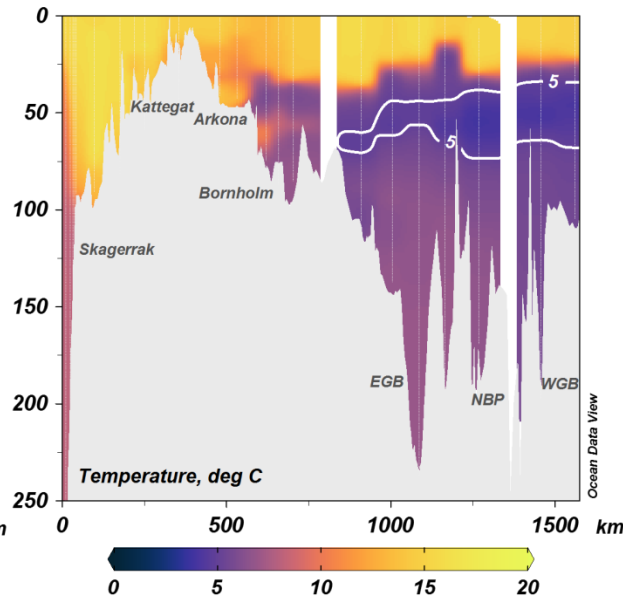 0
50
100
150
200
250
Kattegat
Arkona
Bornholm
Skagerrak
5
5
EGB
NBP
WGB
Ocean Data View
Temperature, deg C
m
0
500
1000
1500
km
0
5
10
15
20